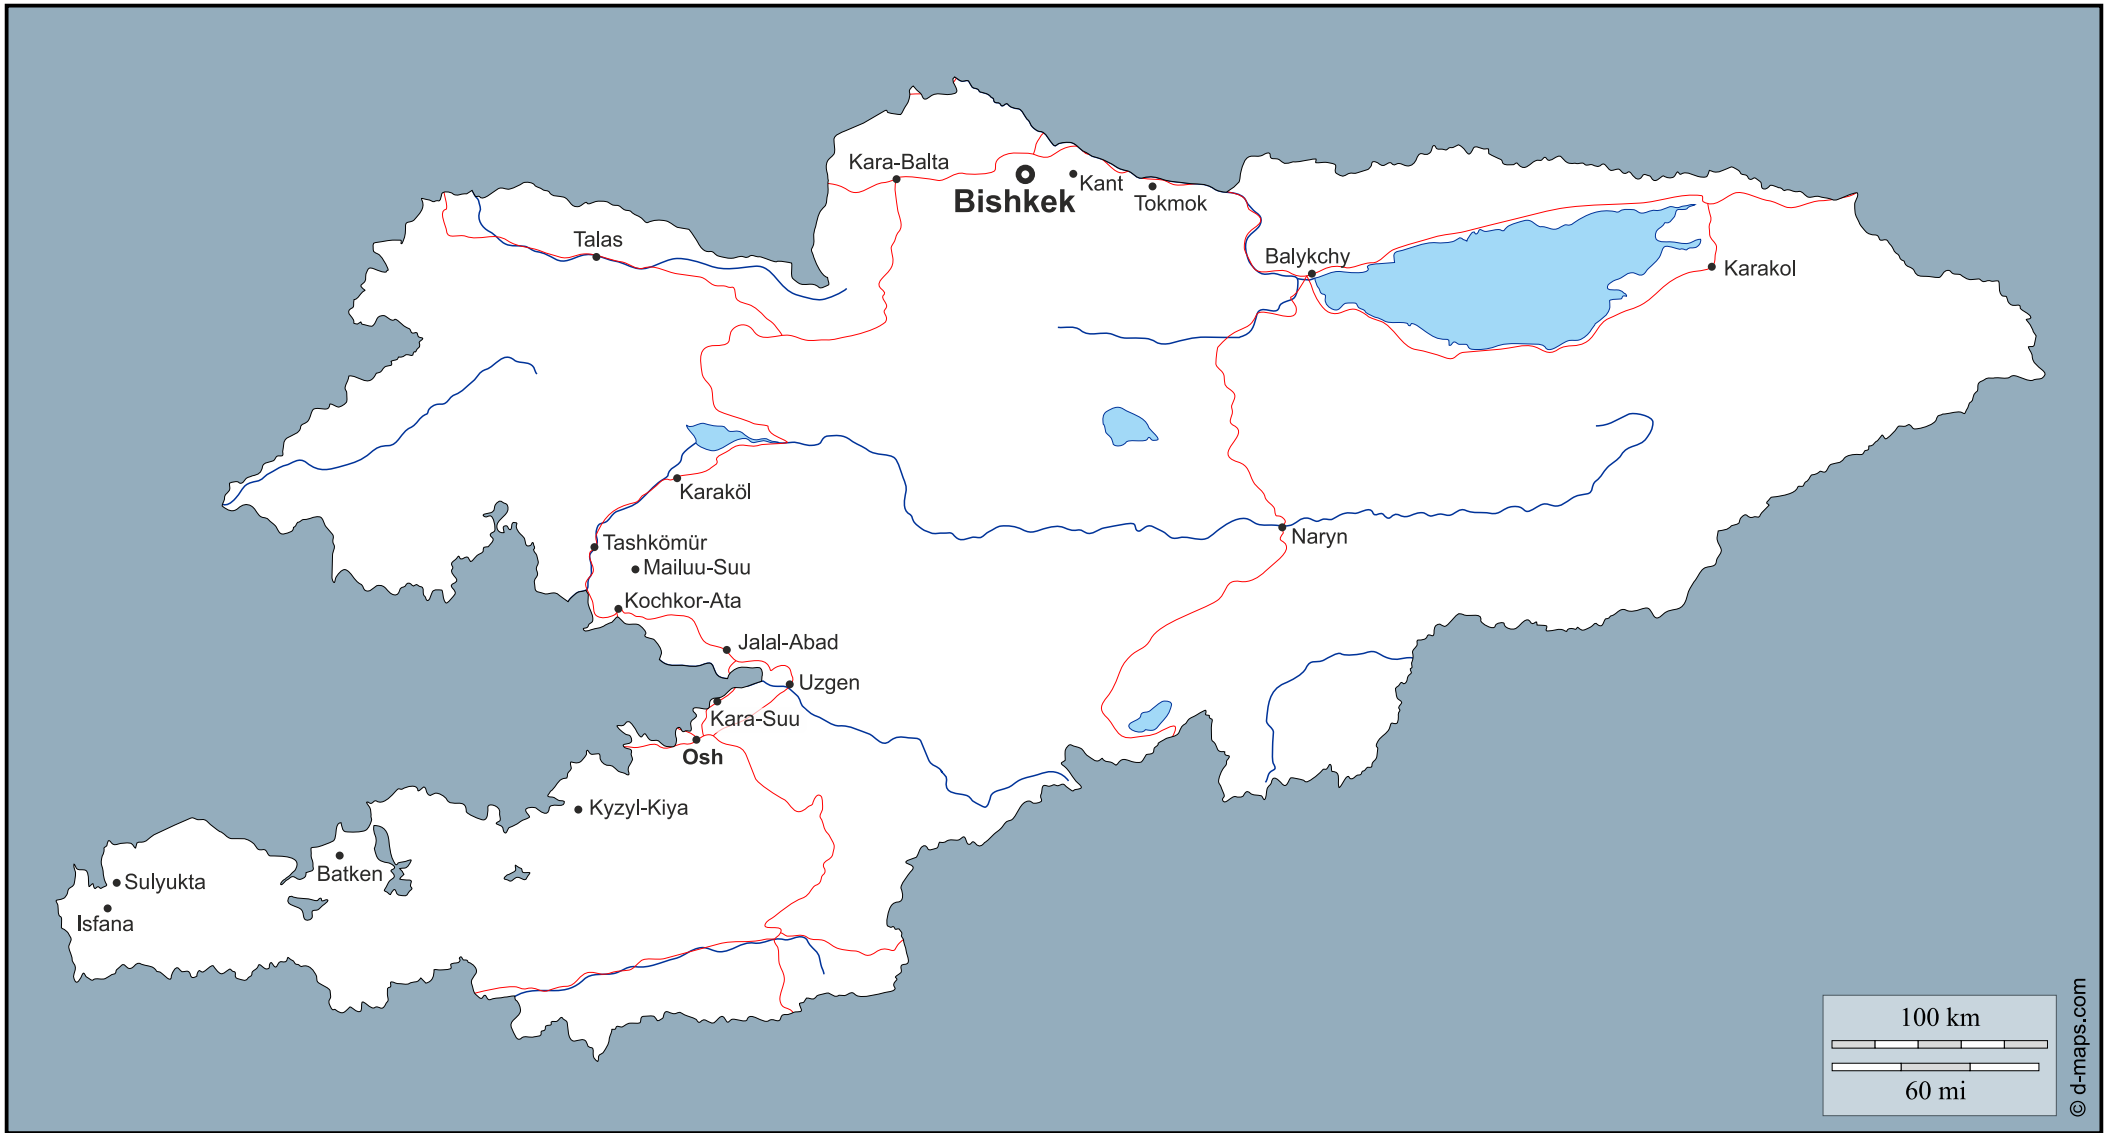 Kara-Balta
Kant
Bishkek
Tokmok
Talas
Balykchy
Karakol
Karaköl
Naryn
Tashkömür
Mailuu-Suu
Kochkor-Ata
Jalal-Abad
Uzgen
Kara-Suu
Osh
Kyzyl-Kiya
Batken
Sulyukta
Isfana
100 km
60 mi
© d-maps.com